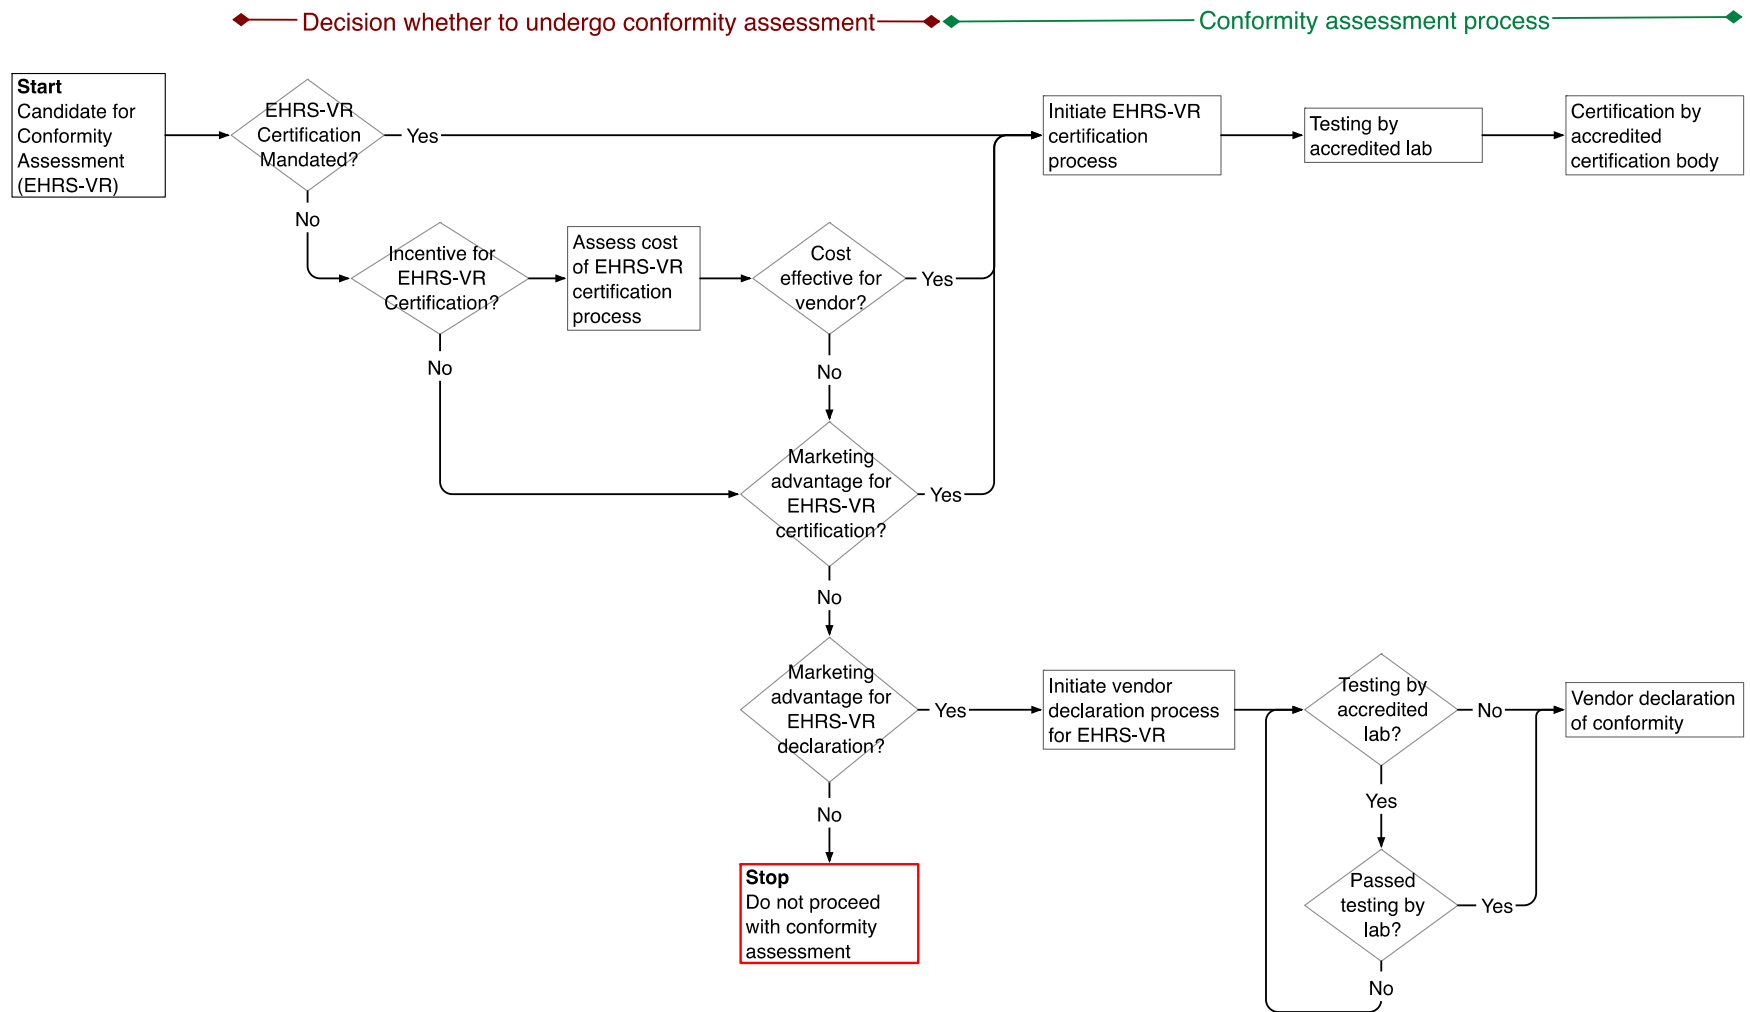 Decision whether to undergo conformity assessment
Conformity assessment process
Start
Candidate for
Conformity
Assessment
(EHRS-VR)
EHRS-VR
Certification
Mandated?
Yes
Initiate EHRS-VR
certification
process
Testing by
accredited lab
Certification by
accredited
certification body
No
Incentive for
EHRS-VR
Certification?
Assess cost
of EHRS-VR
certification
process
Cost
effective for
vendor?
Yes
No
No
Marketing
advantage for
EHRS-VR
certification?
Yes
No
Marketing
advantage for
EHRS-VR
declaration?
Yes
Initiate vendor
declaration process
for EHRS-VR
Testing by
accredited
lab?
No
Vendor declaration
of conformity
Yes
No
Stop
Do not proceed
with conformity
assessment
Passed
testing by
lab?
Yes
No